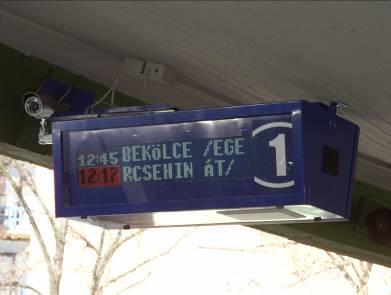 12:45 BEKÖLCE /EGE
12:17 RCSEHIN ÁT/
1